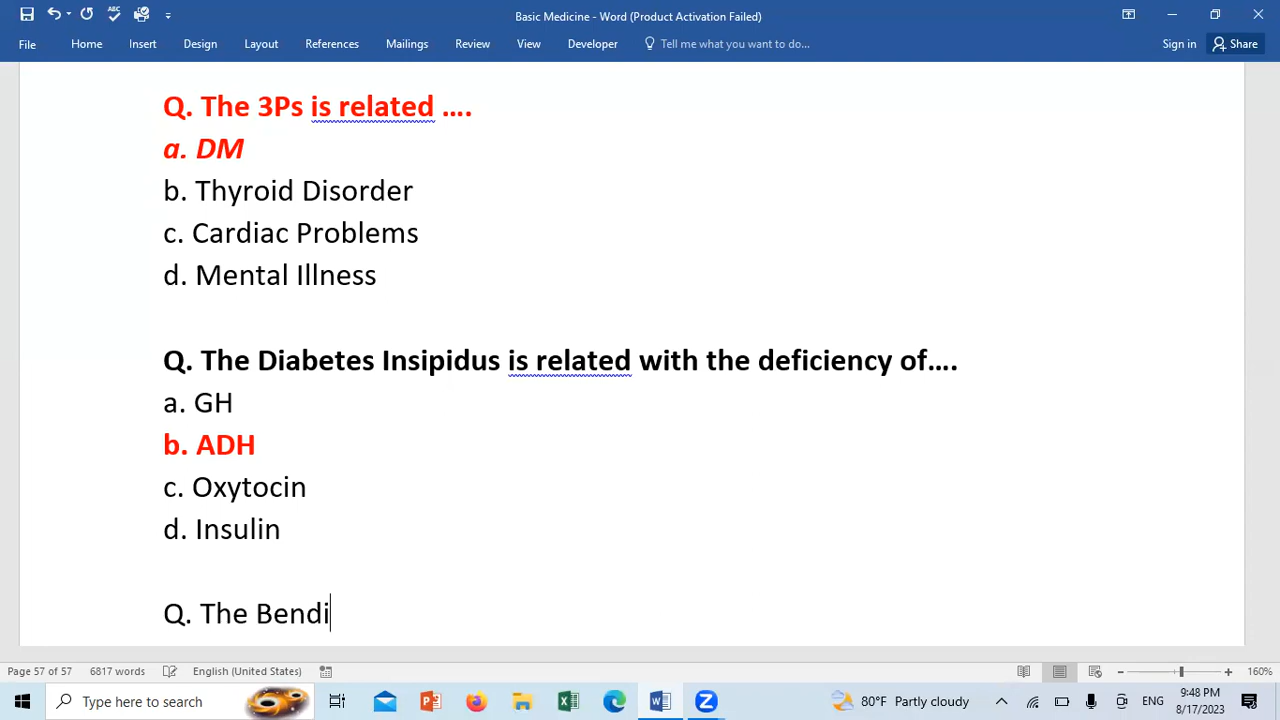 Basic Medicine - Word (Product Activation Failed)
File Home Insert Design Layout References Mailings Review View Developer Tell me what you want to do... Sign in Share
Q. The 3Ps is related ....
a. DM
b. Thyroid Disorder
c. Cardiac Problems
d. Mental Illness
Q. The Diabetes Insipidus is related with the deficiency of....
a. GH
b. ADH
c. Oxytocin
d. Insulin
Q. The Bendi
Page 57 of 57 6817 words English (United States) 160%
Type here to search 80°F Partly cloudy ENG 9:48 PM
8/17/2023